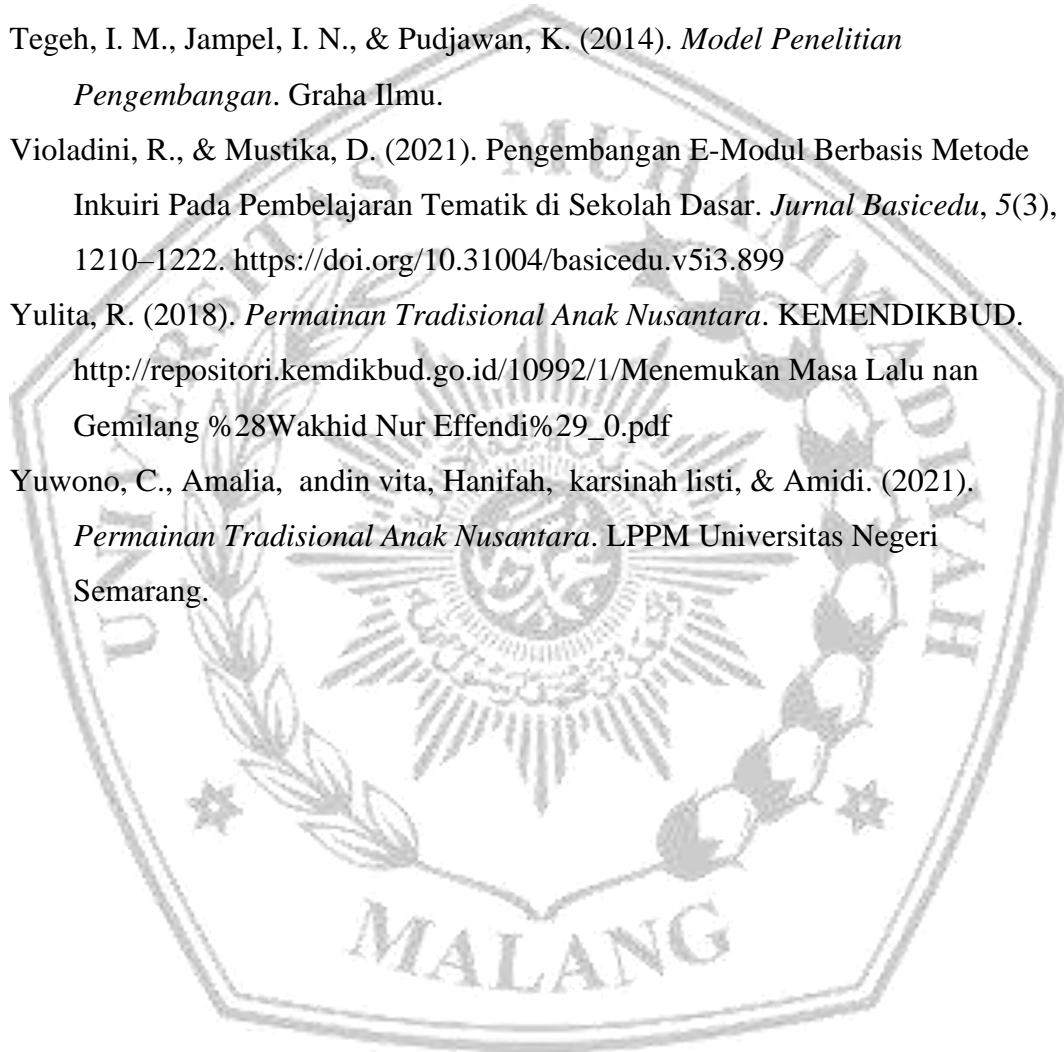 Tegeh, I. M., Jampel, I. N., & Pudjawan, K. (2014). Model Penelitian
Pengembangan. Graha Ilmu.
Violadini, R., & Mustika, D. (2021). Pengembangan E-Modul Berbasis Metode
Inkuiri Pada Pembelajaran Tematik di Sekolah Dasar. Jurnal Basicedu, 5(3),
1210–1222. https://doi.org/10.31004/basicedu.v5i3.899
Yulita, R. (2018). Permainan Tradisional Anak Nusantara. KEMENDIKBUD.
http://repositori.kemdikbud.go.id/10992/1/Menemukan Masa Lalu nan
Gemilang %28Wakhid Nur Effendi%29_0.pdf
Yuwono, C., Amalia,  andin vita, Hanifah,  karsinah listi, & Amidi. (2021).
Permainan Tradisional Anak Nusantara. LPPM Universitas Negeri
Semarang.
UNIVERSITAS MUHAMMADIYAH
MALANG